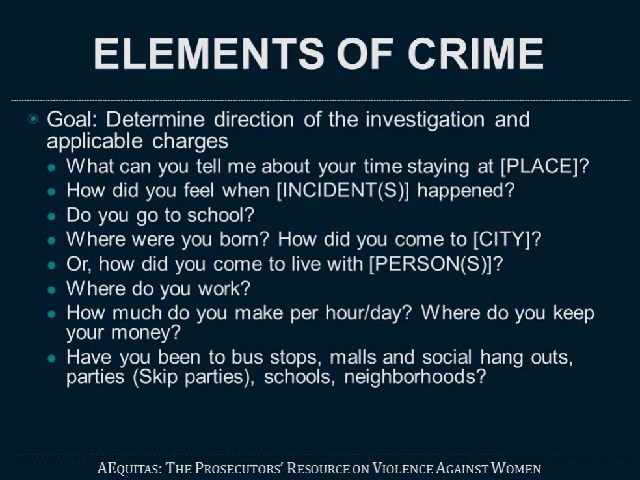 ELEMENTS OF CRIME
Goal: Determine direction of the investigation and
applicable charges
What can you tell me about your time staying at [PLACE]?
How did you feel when [INCIDENT(S)] happened?
Do you go to school?
Where were you born? How did you come to [CITY]?
Or, how did you come to live with [PERSON(S)]?
Where do you work?
How much do you make per hour/day? Where do you keep
your money?
Have you been to bus stops, malls and social hang outs,
parties (Skip parties), schools, neighborhoods?
AEQUITAS: THE PROSECUTORS' RESOURCE ON VIOLENCE AGAINST WOMEN